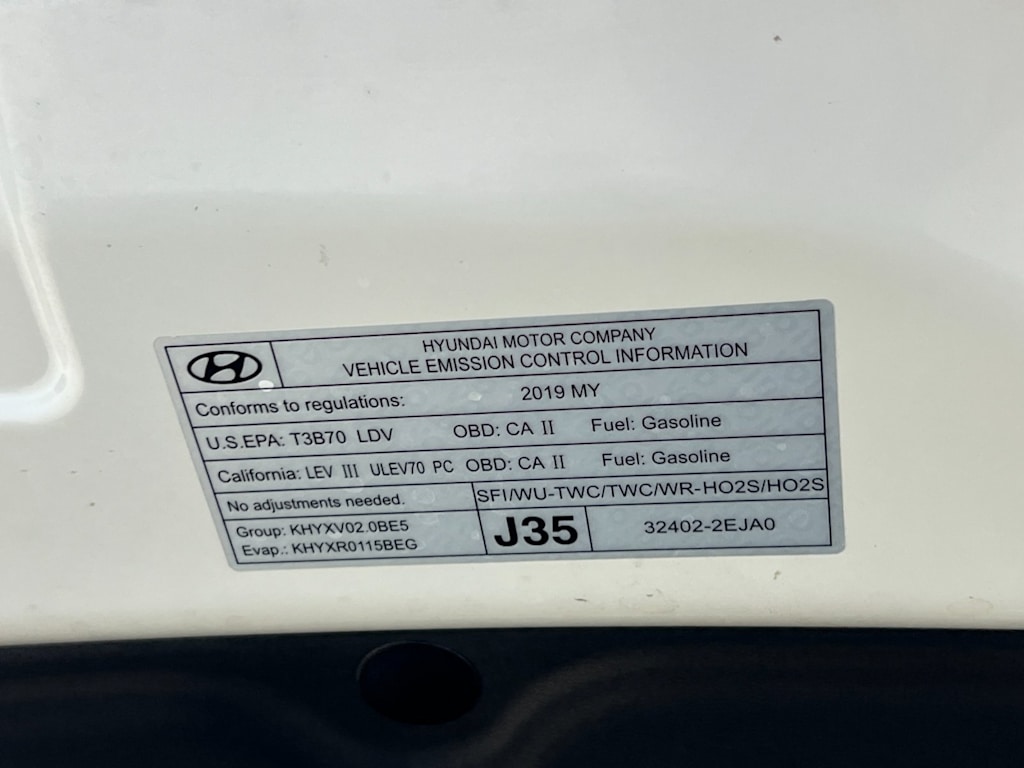 HYUNDAI MOTOR COMPANY
VEHICLE EMISSION CONTROL INFORMATION
Conforms to regulations: 2019 MY
U.S.EPA: T3B70 LDV OBD: CA II Fuel: Gasoline
California: LEV III ULEV70 PC OBD: CA II Fuel: Gasoline
No adjustments needed. SFI/WU-TWC/TWC/WR-HO2S/HO2S
Group: KHYXV02.0BE5
Evap.: KHYXR0115BEG
J35 32402-2EJA0